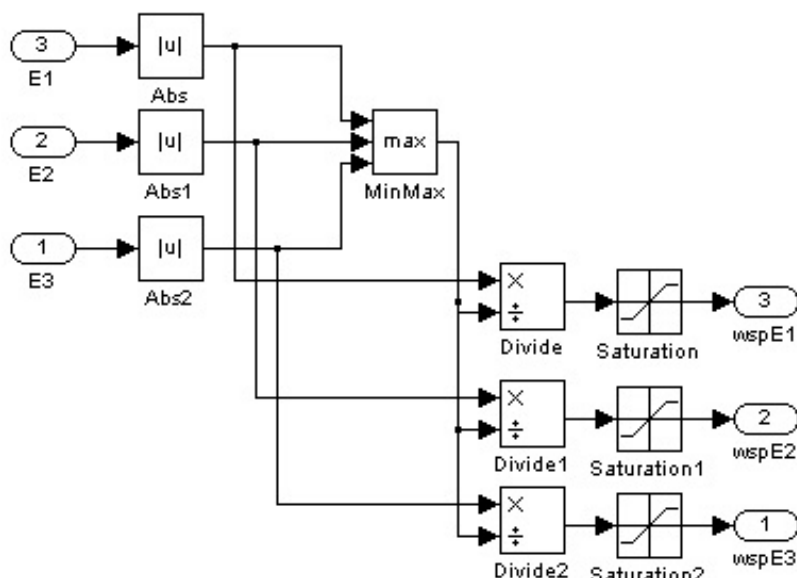 3
|u|
E1
Abs
2
|u|
max
E2
Abs1
MinMax
1
|u|
E3
Abs2
×
÷
3
Divide
Saturation
wspE1
×
÷
2
Divide1
Saturation1
wspE2
×
÷
1
Divide2
Saturation2
wspE3